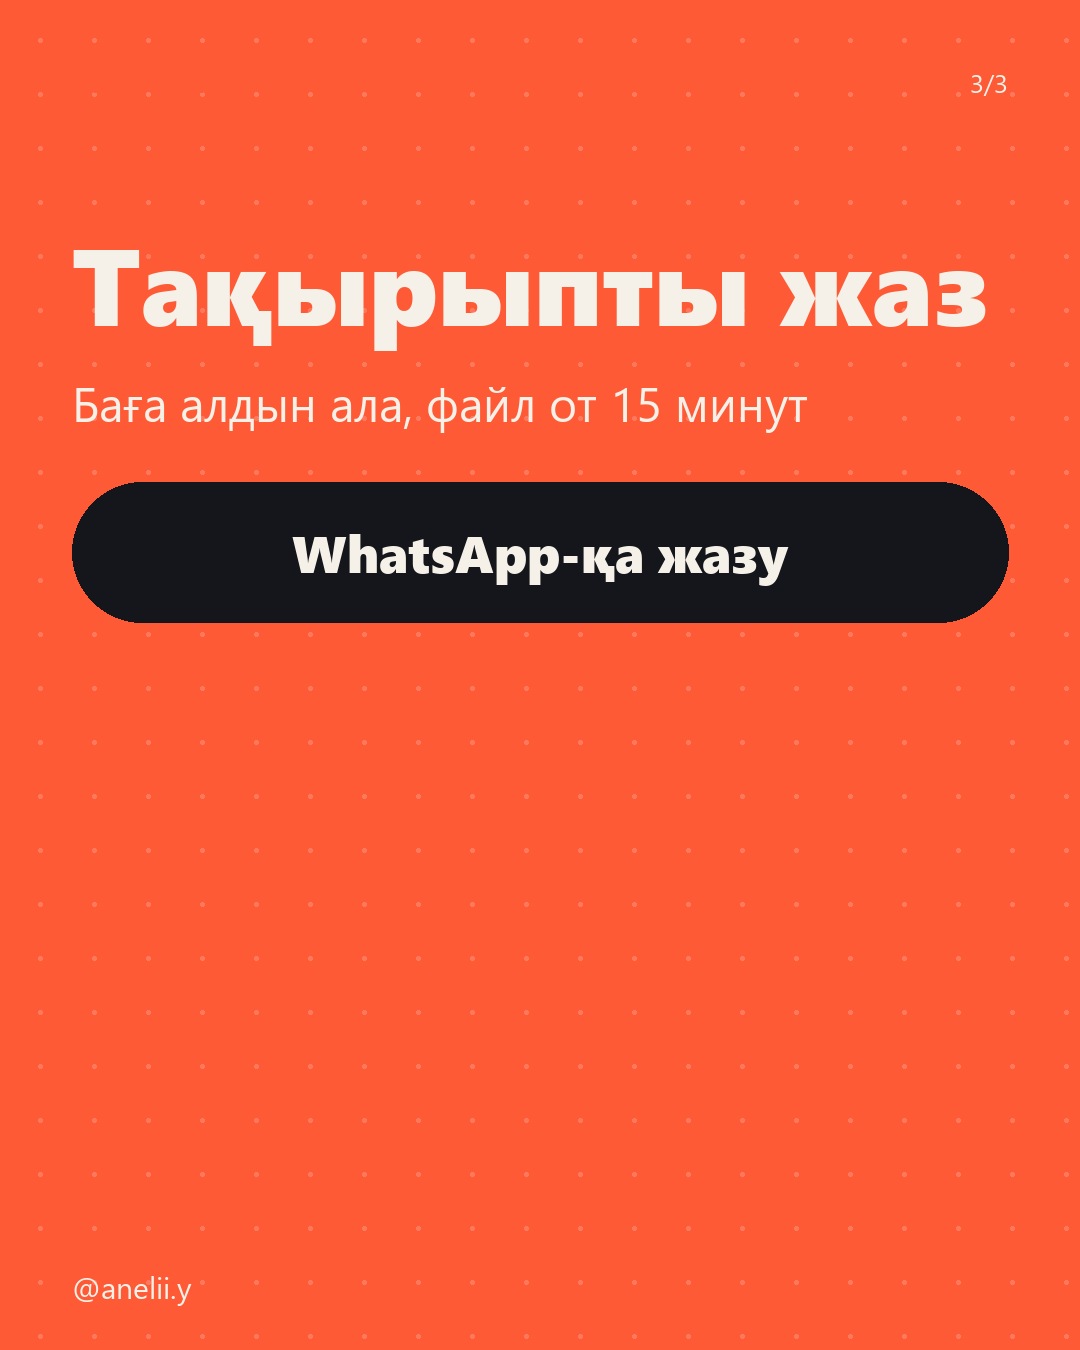 3/3
Тақырыпты жаз
Баға алдын ала, файл от 15 минут
WhatsApp-қа жазу
@anelii.y